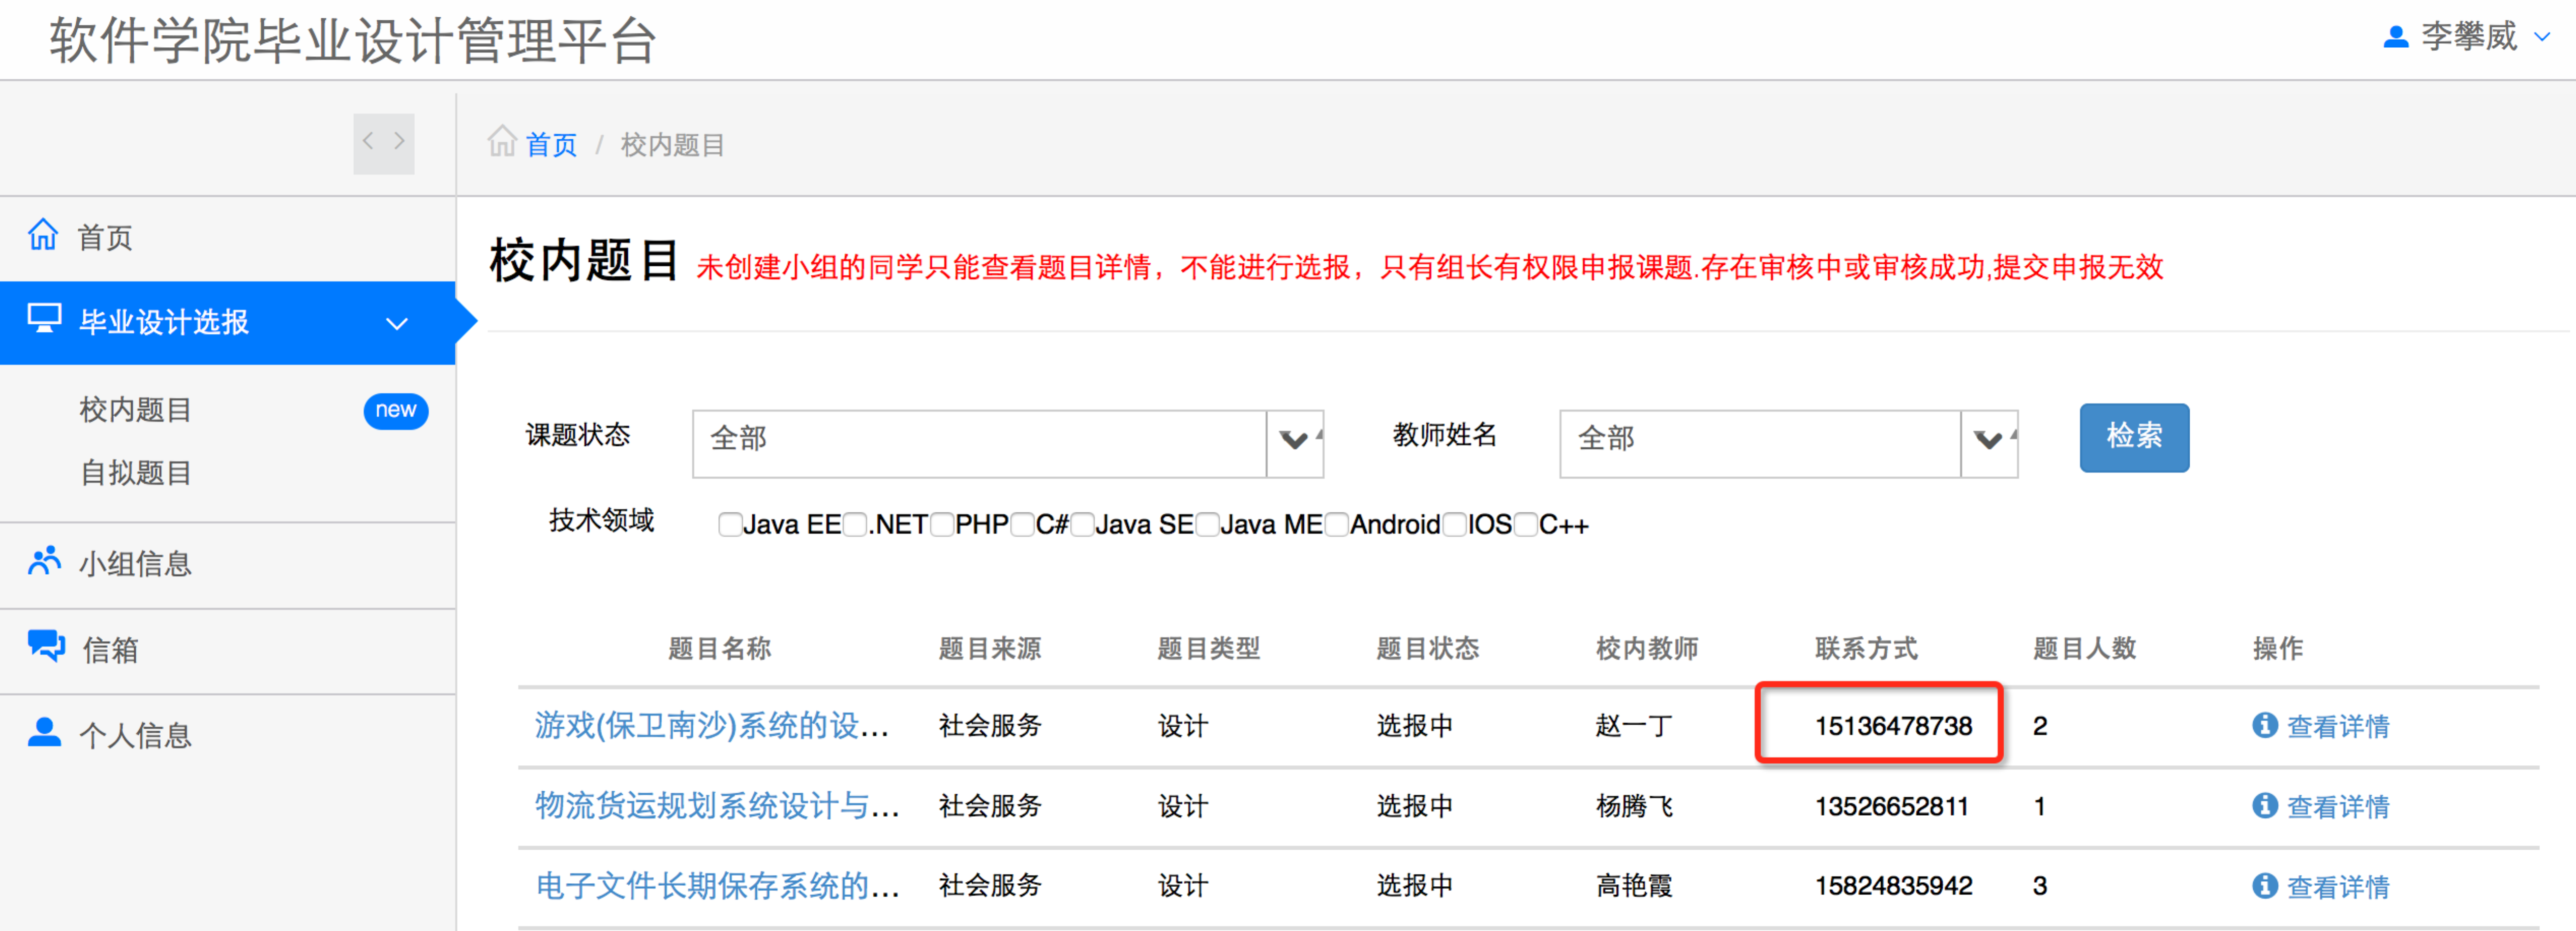 软件学院毕业设计管理平台
李攀威
首页 / 校内题目
首页
毕业设计选报
校内题目 new
自拟题目
小组信息
信箱
个人信息
校内题目 未创建小组的同学只能查看题目详情，不能进行选报，只有组长有权限申报课题.存在审核中或审核成功,提交申报无效
课题状态 全部 教师姓名 全部 检索
技术领域 Java EE .NET PHP C# Java SE Java ME Android IOS C++
题目名称 题目来源 题目类型 题目状态 校内教师 联系方式 题目人数 操作
游戏(保卫南沙)系统的设... 社会服务 设计 选报中 赵一丁 15136478738 2 查看详情
物流货运规划系统设计与... 社会服务 设计 选报中 杨腾飞 13526652811 1 查看详情
电子文件长期保存系统的... 社会服务 设计 选报中 高艳霞 15824835942 3 查看详情